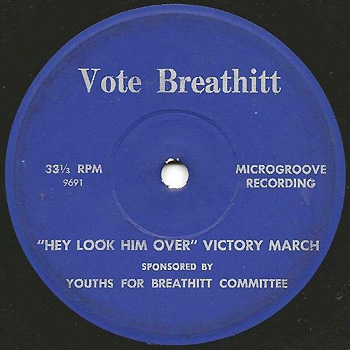 Vote Breathitt
33⅓ RPM
9691
MICROGROOVE
RECORDING
"HEY LOOK HIM OVER" VICTORY MARCH
SPONSORED BY
YOUTHS FOR BREATHITT COMMITTEE